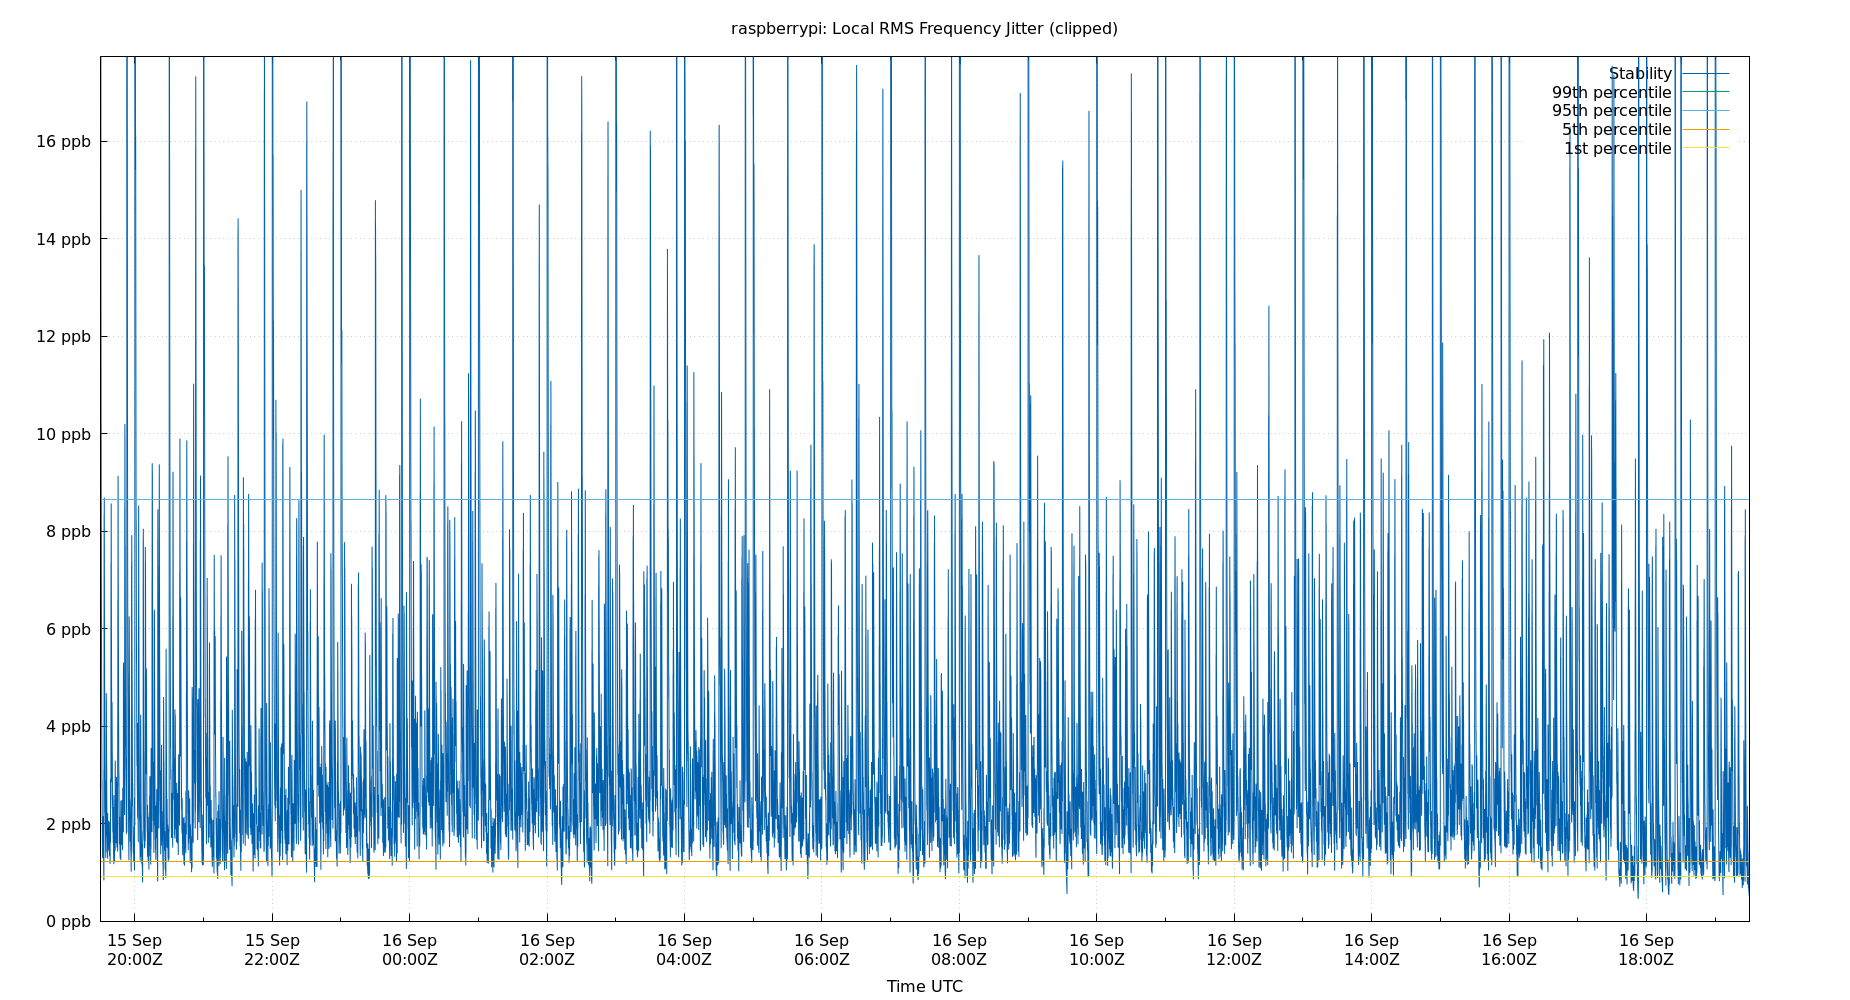 raspberrypi: Local RMS Frequency Jitter (clipped)
Stability
99th percentile
95th percentile
5th percentile
1st percentile
16 ppb
14 ppb
12 ppb
10 ppb
8 ppb
6 ppb
4 ppb
2 ppb
0 ppb
15 Sep
20:00Z
15 Sep
22:00Z
16 Sep
00:00Z
16 Sep
02:00Z
16 Sep
04:00Z
16 Sep
06:00Z
16 Sep
08:00Z
16 Sep
10:00Z
16 Sep
12:00Z
16 Sep
14:00Z
16 Sep
16:00Z
16 Sep
18:00Z
Time UTC